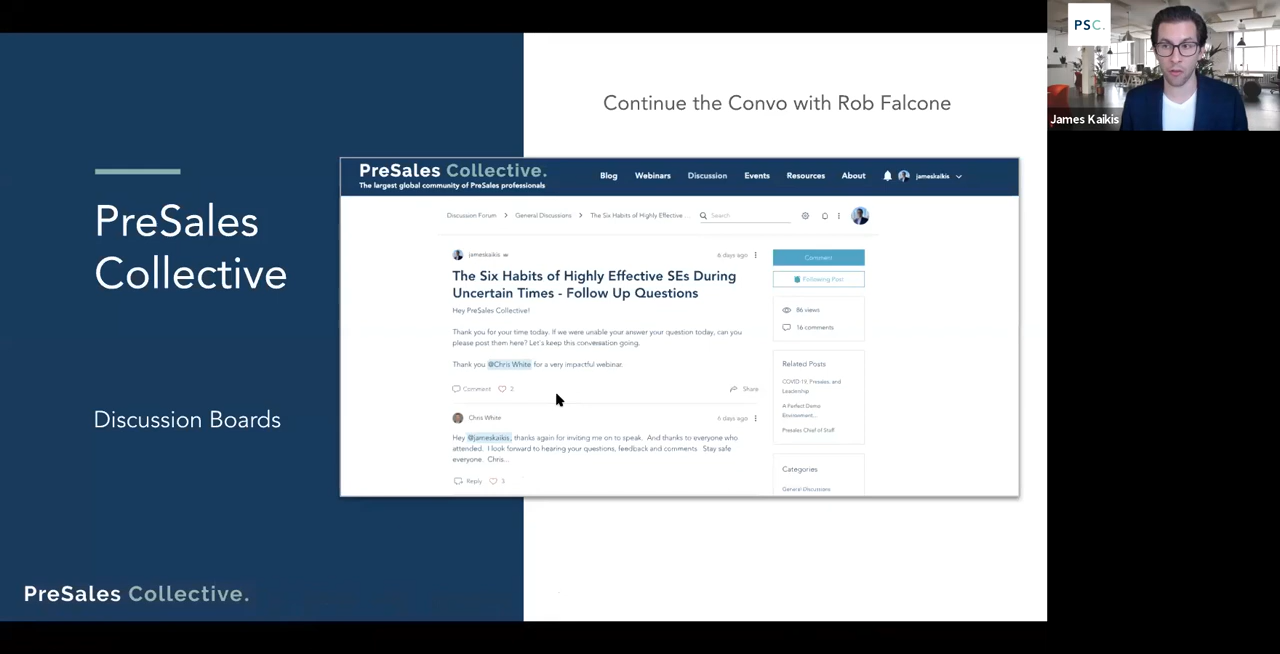 Continue the Convo with Rob Falcone
PSC.
James Kaikis
PreSales
Collective
Discussion Boards
PreSales Collective.
PreSales Collective.
The largest global community of PreSales professionals
Blog Webinars Discussion Events Resources About jameskaikis
Discussion Forum > General Discussions > The Six Habits of Highly Effective ... Search
jameskaikis 6 days ago
The Six Habits of Highly Effective SEs During
Uncertain Times - Follow Up Questions
Hey PreSales Collective!
Thank you for your time today. If we were unable your answer your question today, can you
please post them here? Let's keep this conversation going.
Thank you @Chris White for a very impactful webinar.
Comment 2 Share
Chris White 6 days ago
Hey @jameskaikis, thanks again for inviting me on to speak. And thanks to everyone who
attended. I look forward to hearing your questions, feedback and comments Stay safe
everyone. Chris...
Reply 3
Comment
Following Post
86 views
16 comments
Related Posts
COVID-19, Presales, and
Leadership
A Perfect Demo
Environment...
Presales Chief of Staff
Categories
General Discussions